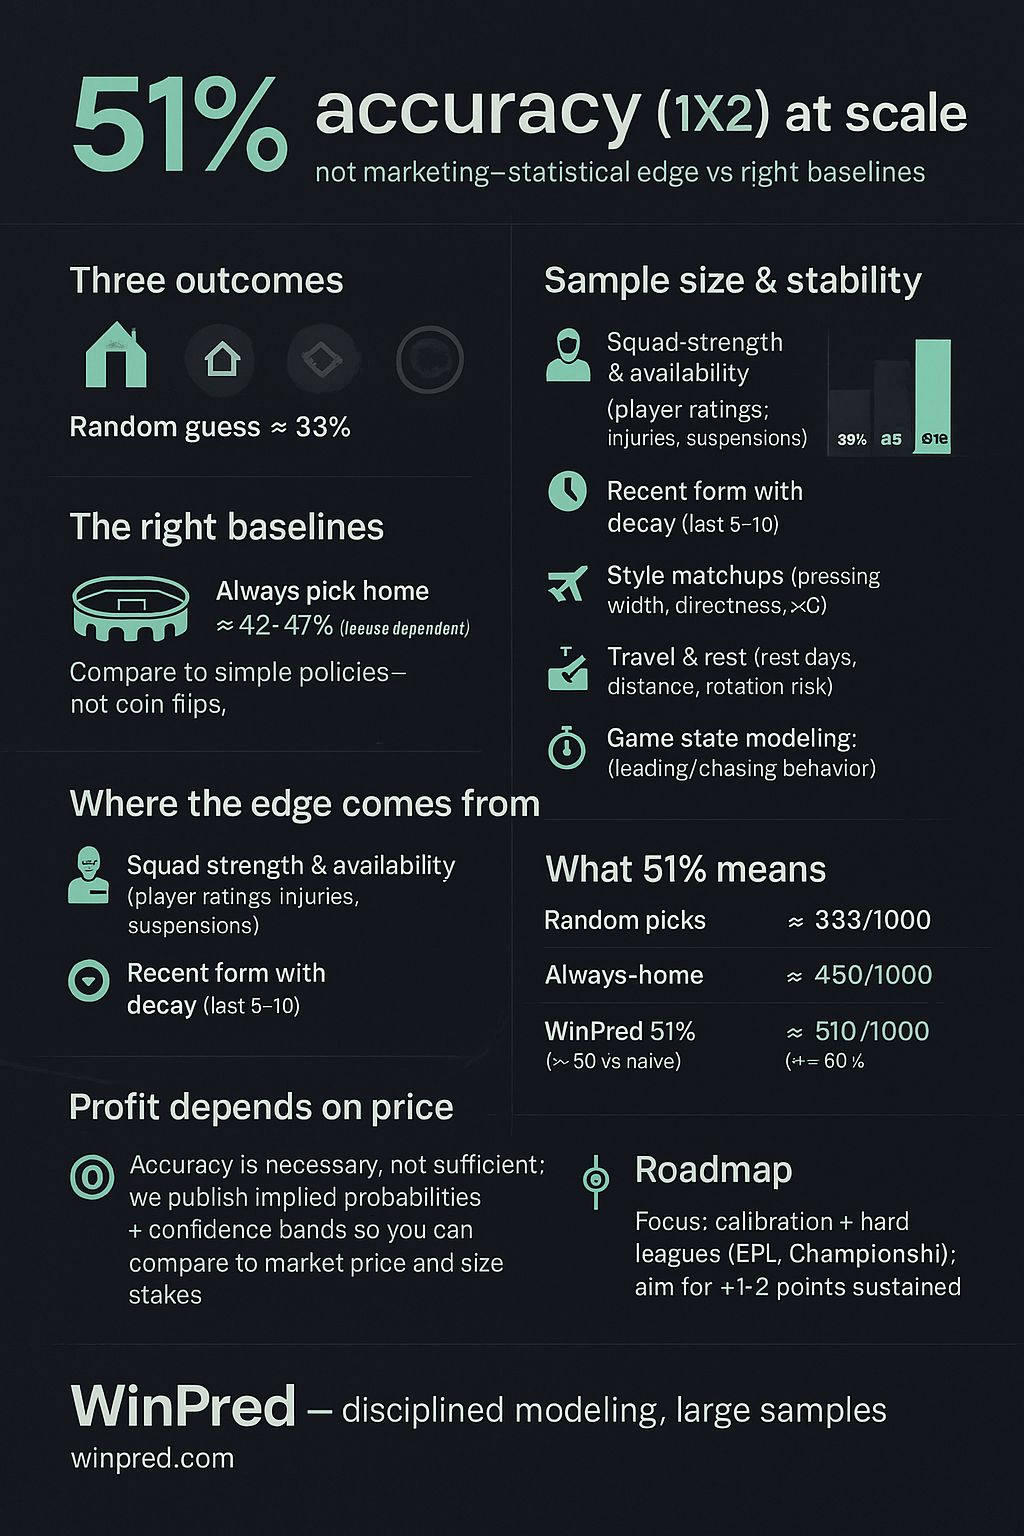 51% accuracy (1X2) at scale
not marketing–statistical edge vs right baselines
Three outcomes
Random guess ≈ 33%
The right baselines
Always pick home
≈ 42-47% (leeuse dependent)
Compare to simple policies–
not coin fiips,
Where the edge comes from
Squad strength & availability
(player ratings injuries,
suspensions)
Recent form with
decay (last 5–10)
Sample size & stability
Squad-strength
& availability
(player ratings;
injuries, suspensions)
39% a5
Recent form with
decay (last 5–10)
Style matchups (pressing
width, directness,
Travel & rest (rest days,
distance, rotation risk)
Game state modeling:
(leading/chasing behavior)
What 51% means
Random picks ≈ 333/1000
Always-home ≈ 450/1000
WinPred 51% ≈ 510/1000
50 vs naive) 60
Profit depends on price
Accuracy is necessary, not sufficient;
we publish implied probabilities
+ confidence bands so you can
compare to market price and size
stakes
Roadmap
Focus: calibration + hard
leagues (EPL, Championshi);
aim for +1-2 points sustained
WinPred – disciplined modeling, large samples
winpred.com